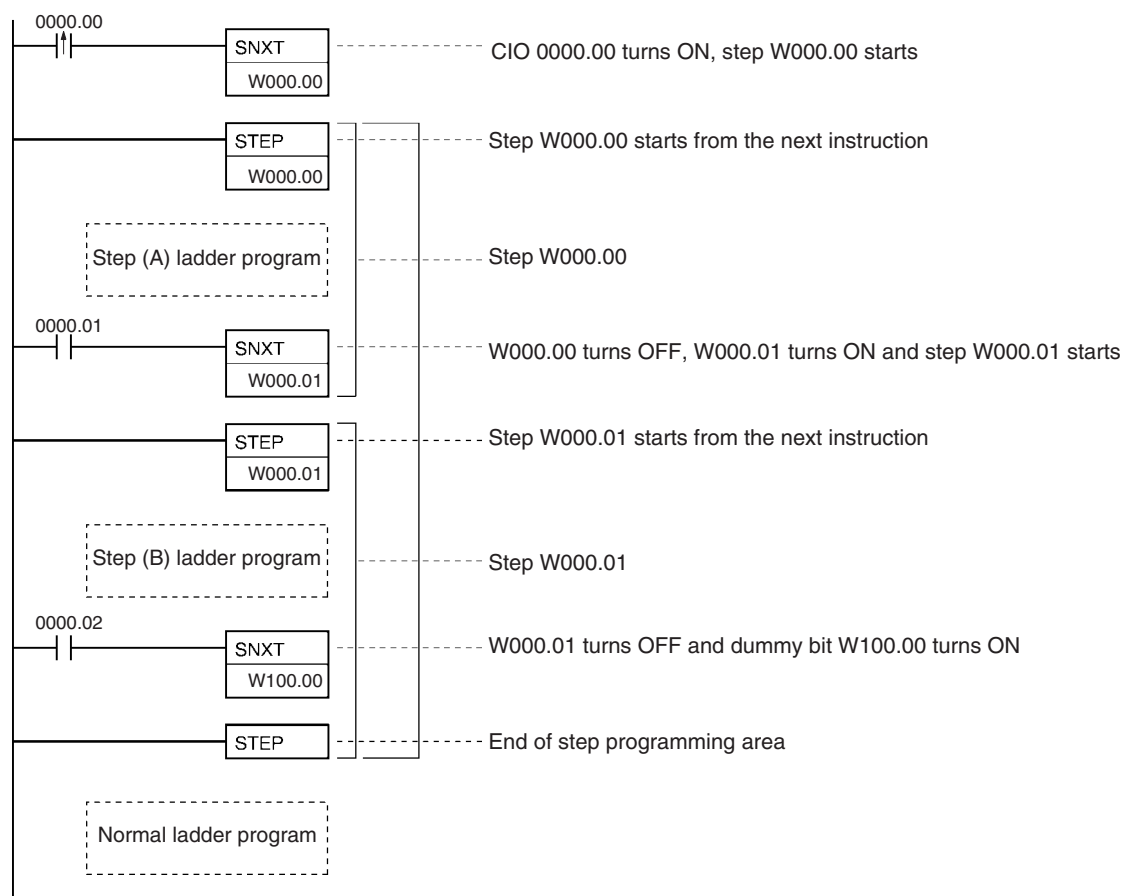 0000.00
SNXT
W000.00
CIO 0000.00 turns ON, step W000.00 starts
STEP
W000.00
Step W000.00 starts from the next instruction
Step (A) ladder program
Step W000.00
0000.01
SNXT
W000.01
W000.00 turns OFF, W000.01 turns ON and step W000.01 starts
STEP
W000.01
Step W000.01 starts from the next instruction
Step (B) ladder program
Step W000.01
0000.02
SNXT
W100.00
W000.01 turns OFF and dummy bit W100.00 turns ON
STEP
End of step programming area
Normal ladder program